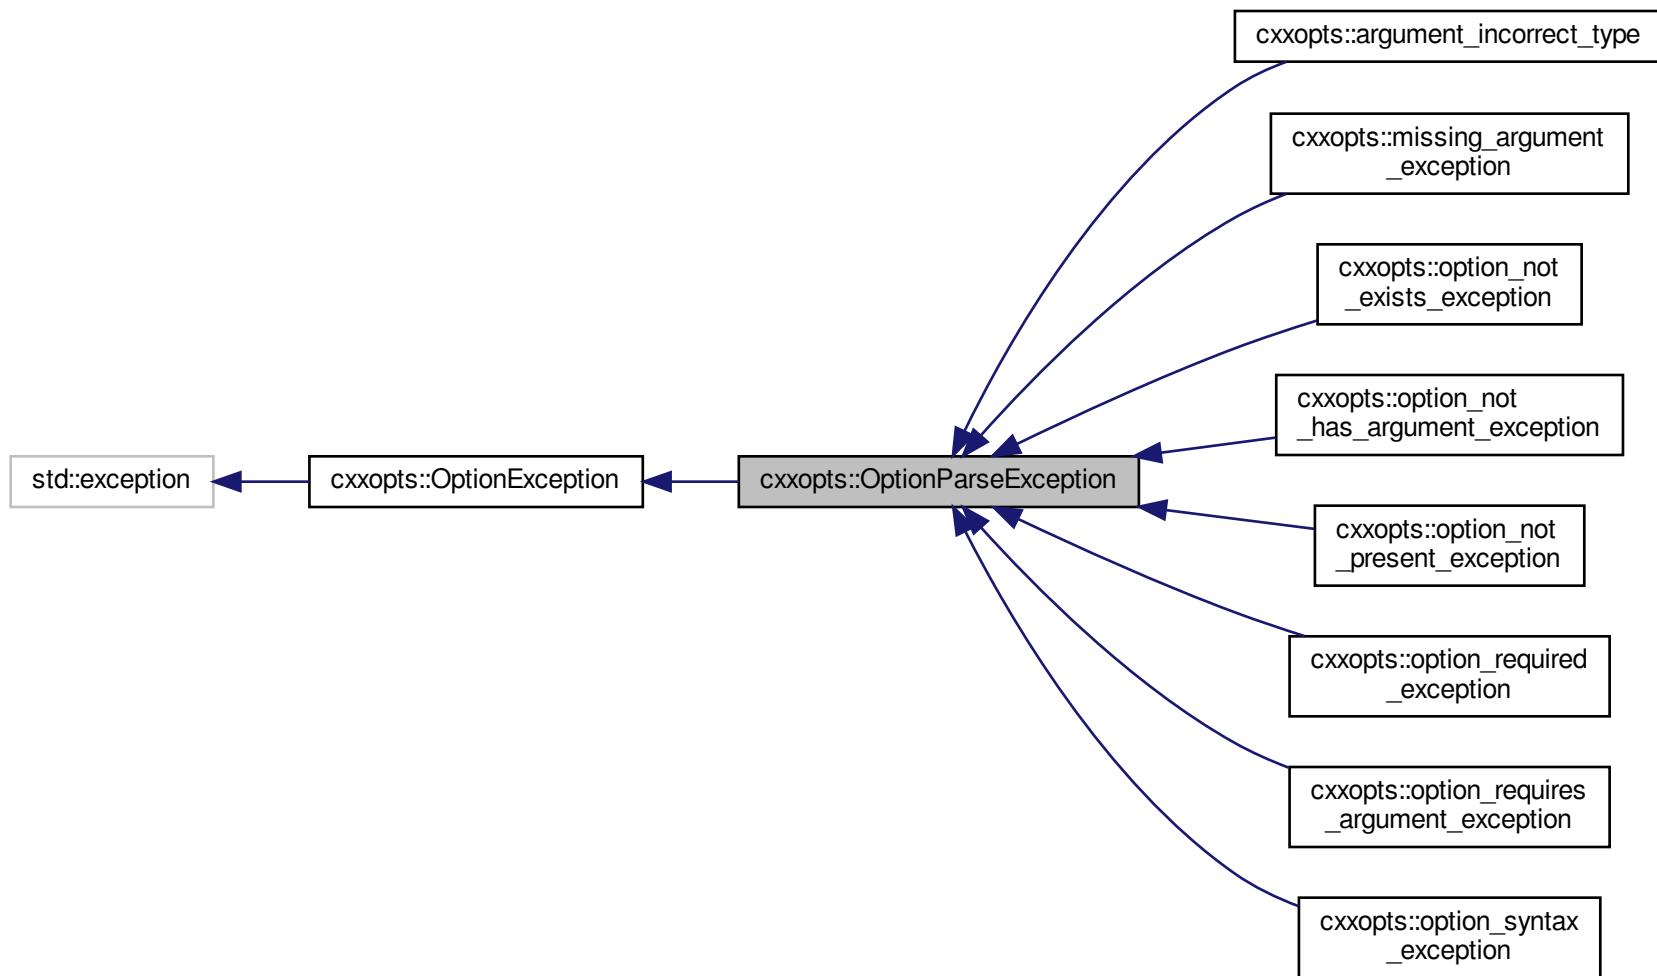 cxxopts::argument_incorrect_type
cxxopts::missing_argument
_exception
cxxopts::option_not
_exists_exception
cxxopts::option_not
_has_argument_exception
std::exception
cxxopts::OptionException
cxxopts::OptionParseException
cxxopts::option_not
_present_exception
cxxopts::option_required
_exception
cxxopts::option_requires
_argument_exception
cxxopts::option_syntax
_exception